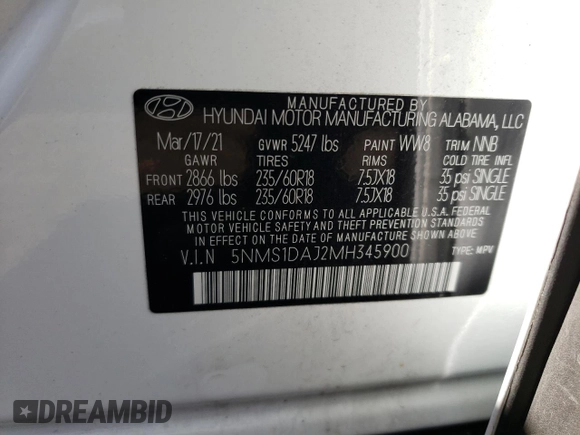 MANUFACTURED BY
HYUNDAI MOTOR MANUFACTURING ALABAMA, LLC
Mar/17/21 GVWR 5247 lbs PAINT WW8 TRIM NNB
GAWR TIRES RIMS COLD TIRE INFL
FRONT 2866 lbs 235/60R18 7.5JX18 35 psi SINGLE
REAR 2976 lbs 235/60R18 7.5JX18 35 psi SINGLE
THIS VEHICLE CONFORMS TO ALL APPLICABLE U.S.A. FEDERAL
MOTOR VEHICLE SAFETY AND THEFT PREVENTION STANDARDS
IN EFFECT ON THE DATE OF MANUFACTURE SHOWN ABOVE.
V.I.N 5NMS1DAJ2MH345900 TYPE: MPV
DREAMBID